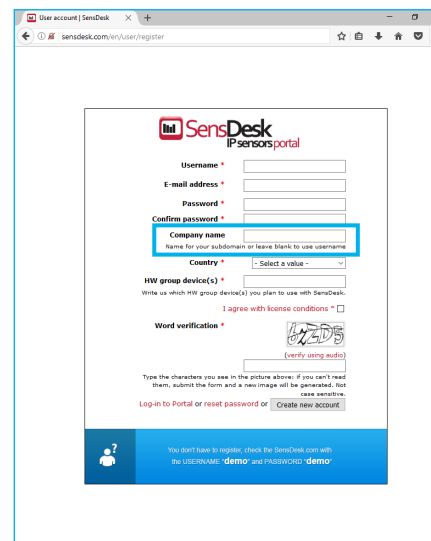 User account | SensDesk
sensdesk.com/en/user/register
SensDesk
IP sensors portal
Username *
E-mail address *
Password *
Confirm password *
Company name
Name for your subdomain or leave blank to use username
Country *
- Select a value -
HW group device(s) *
Write us which HW group device(s) you plan to use with SensDesk.
I agree with license conditions *
Word verification *
(verify using audio)
Type the characters you see in the picture above; if you can't read
them, submit the form and a new image will be generated. Not
case sensitive.
Log-in to Portal or reset password or Create new account
You don't have to register, check the SensDesk.com with
the USERNAME "demo" and PASSWORD "demo"